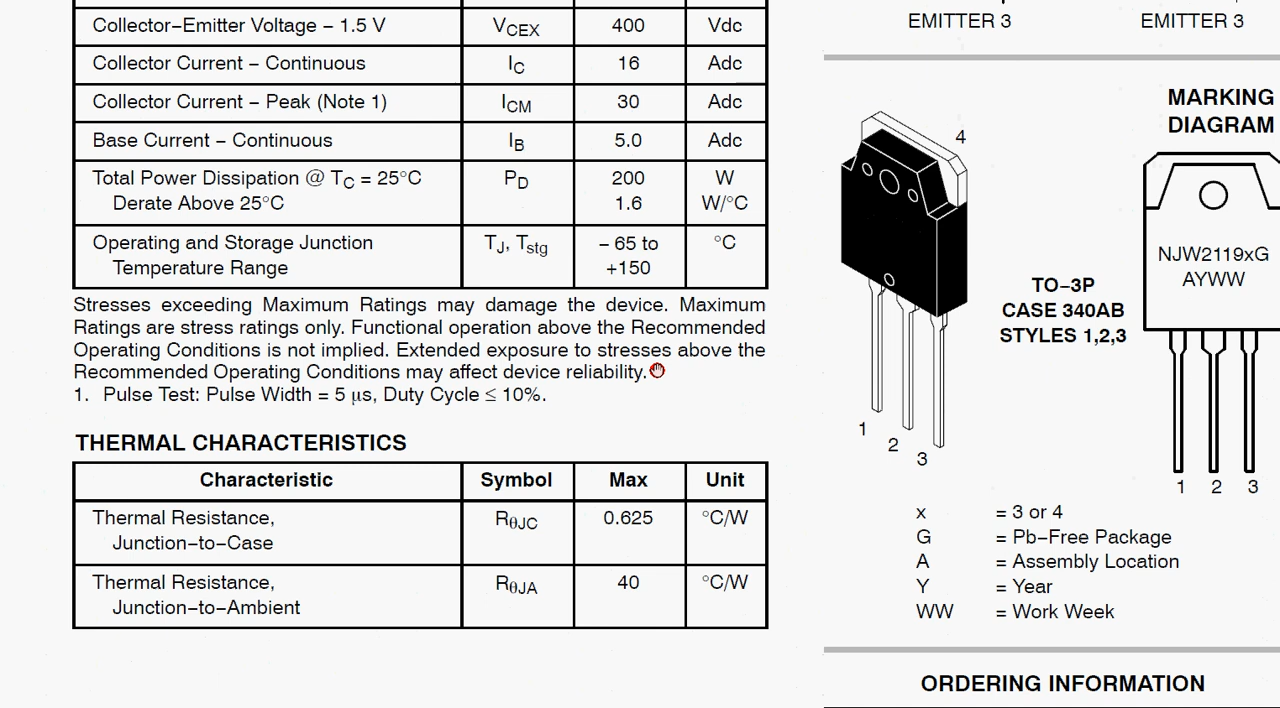 Collector−Emitter Voltage − 1.5 V VCEX 400 Vdc
Collector Current − Continuous IC 16 Adc
Collector Current − Peak (Note 1) ICM 30 Adc
Base Current − Continuous IB 5.0 Adc
Total Power Dissipation @ TC = 25°C PD 200 W
Derate Above 25°C 1.6 W/°C
Operating and Storage Junction TJ, Tstg − 65 to °C
Temperature Range +150
Stresses exceeding Maximum Ratings may damage the device. Maximum
Ratings are stress ratings only. Functional operation above the Recommended
Operating Conditions is not implied. Extended exposure to stresses above the
Recommended Operating Conditions may affect device reliability.
1. Pulse Test: Pulse Width = 5 μs, Duty Cycle ≤ 10%.
THERMAL CHARACTERISTICS
Characteristic Symbol Max Unit
Thermal Resistance, RθJC 0.625 °C/W
Junction−to−Case
Thermal Resistance, RθJA 40 °C/W
Junction−to−Ambient
EMITTER 3 EMITTER 3
MARKING
DIAGRAM
4
NJW2119xG
AYWW
TO−3P
CASE 340AB
STYLES 1,2,3
1
2
3
1 2 3
x = 3 or 4
G = Pb−Free Package
A = Assembly Location
Y = Year
WW = Work Week
ORDERING INFORMATION